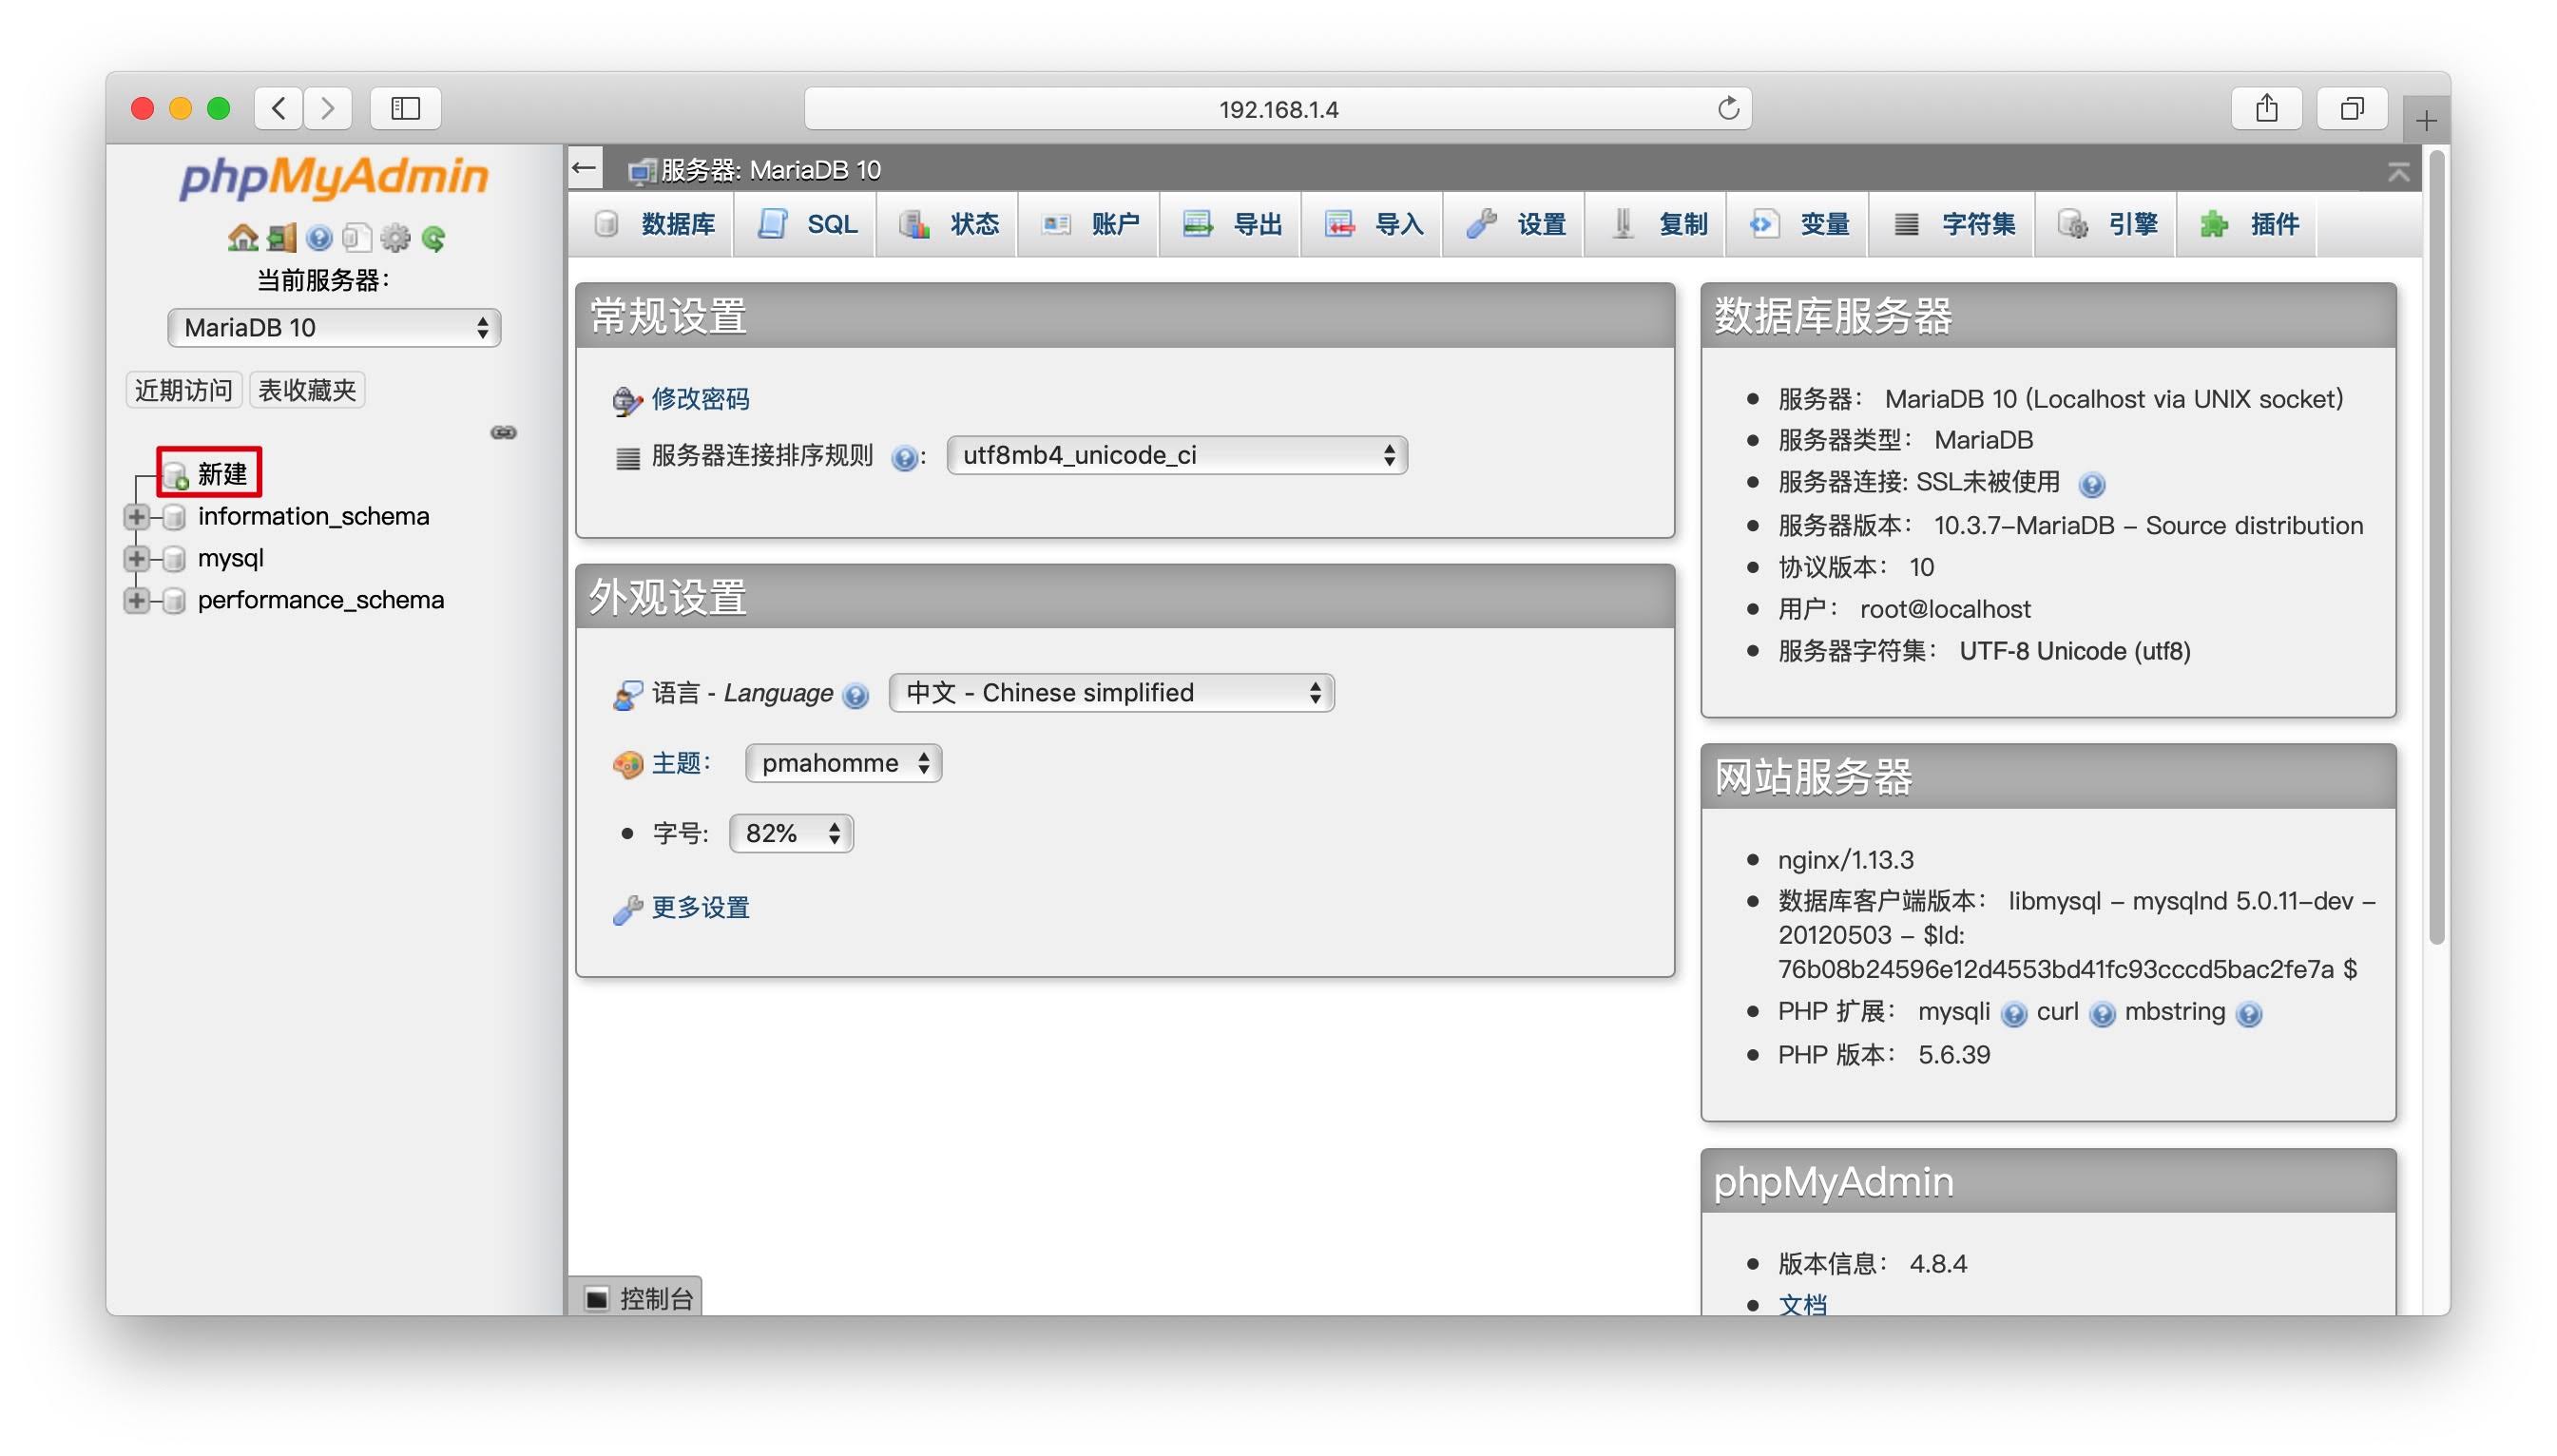 192.168.1.4
phpMyAdmin
当前服务器：
MariaDB 10
近期访问 表收藏夹
新建
information_schema
mysql
performance_schema
服务器: MariaDB 10
数据库 SQL 状态 账户 导出 导入 设置 复制 变量 字符集 引擎 插件
常规设置
修改密码
服务器连接排序规则 : utf8mb4_unicode_ci
外观设置
语言 - Language 中文 - Chinese simplified
主题： pmahomme
字号: 82%
更多设置
控制台
数据库服务器
服务器： MariaDB 10 (Localhost via UNIX socket)
服务器类型： MariaDB
服务器连接: SSL未被使用
服务器版本： 10.3.7-MariaDB - Source distribution
协议版本： 10
用户： root@localhost
服务器字符集： UTF-8 Unicode (utf8)
网站服务器
nginx/1.13.3
数据库客户端版本： libmysql - mysqlnd 5.0.11-dev -
20120503 - $Id:
76b08b24596e12d4553bd41fc93cccd5bac2fe7a $
PHP 扩展： mysqli curl mbstring
PHP 版本： 5.6.39
phpMyAdmin
版本信息： 4.8.4
文档